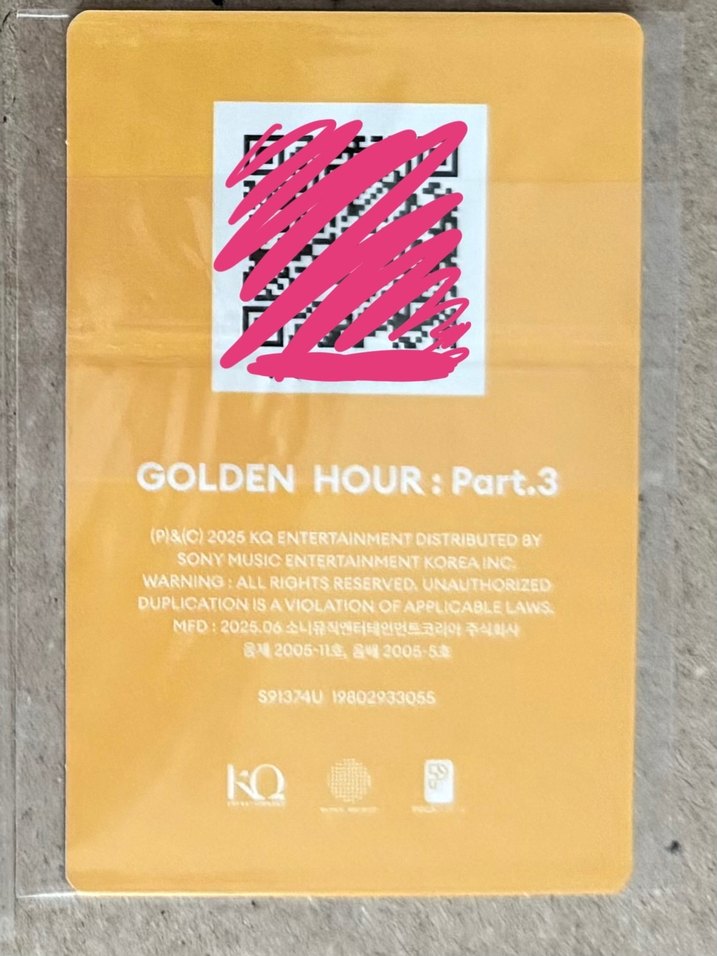 GOLDEN HOUR : Part.3
(P)&(C) 2025 KQ ENTERTAINMENT DISTRIBUTED BY
SONY MUSIC ENTERTAINMENT KOREA INC.
WARNING : ALL RIGHTS RESERVED. UNAUTHORIZED
DUPLICATION IS A VIOLATION OF APPLICABLE LAWS.
MFD : 2025.06 소니뮤직엔터테인먼트코리아 주식회사
음제 2005-11호, 음배 2005-5호
S91374U 19802933055
KQ